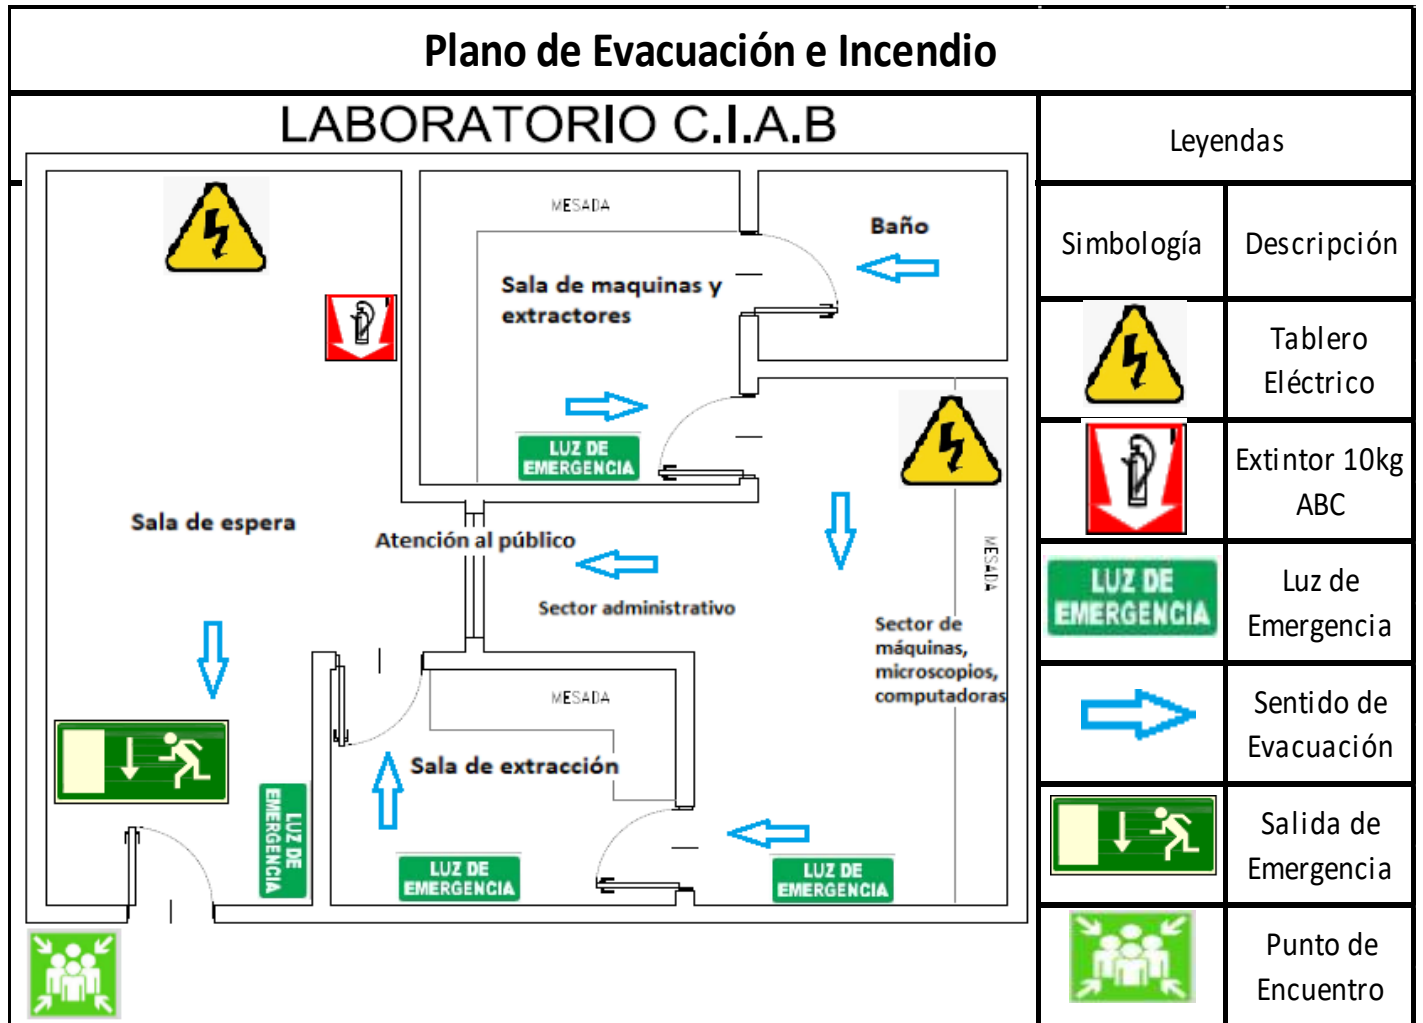 Plano de Evacuación e Incendio
LABORATORIO C.I.A.B
Leyendas
Simbología
Descripción
Tablero
Eléctrico
Extintor 10kg
ABC
LUZ DE
EMERGENCIA
Luz de
Emergencia
Sentido de
Evacuación
Salida de
Emergencia
Punto de
Encuentro
MESADA
Baño
Sala de maquinas y
extractores
LUZ DE
EMERGENCIA
Sala de espera
Atención al público
MESADA
Sector administrativo
Sector de
máquinas,
microscopios,
computadoras
MESADA
Sala de extracción
LUZ DE
EMERGENCIA
LUZ DE
EMERGENCIA
LUZ DE
EMERGENCIA